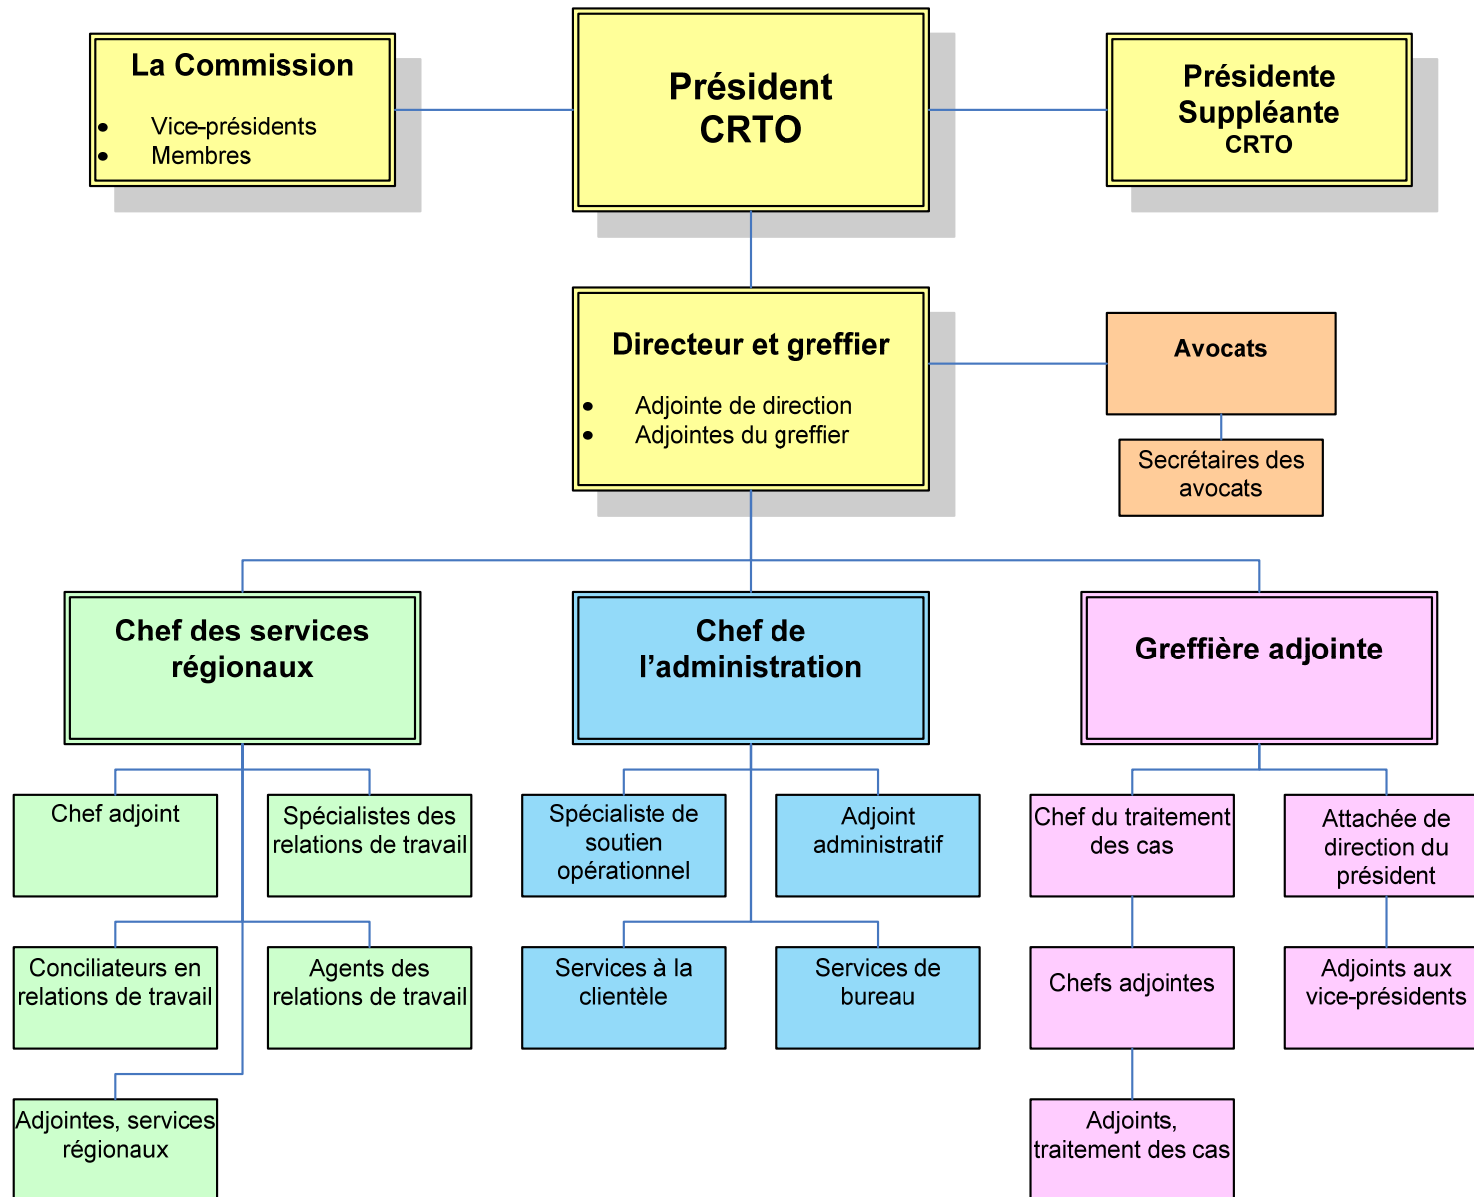 La Commission
• Vice-présidents
• Membres
Président
CRTO
Présidente
Suppléante
CRTO
Directeur et greffier
• Adjointe de direction
• Adjointes du greffier
Avocats
Secrétaires des
avocats
Chef des services
régionaux
Chef de
l’administration
Greffière adjointe
Chef adjoint
Spécialistes des
relations de travail
Spécialiste de
soutien
opérationnel
Adjoint
administratif
Chef du traitement
des cas
Attachée de
direction du
président
Conciliateurs en
relations de travail
Agents des
relations de travail
Services à la
clientèle
Services de
bureau
Chefs adjointes
Adjoints aux
vice-présidents
Adjointes, services
régionaux
Adjoints,
traitement des cas